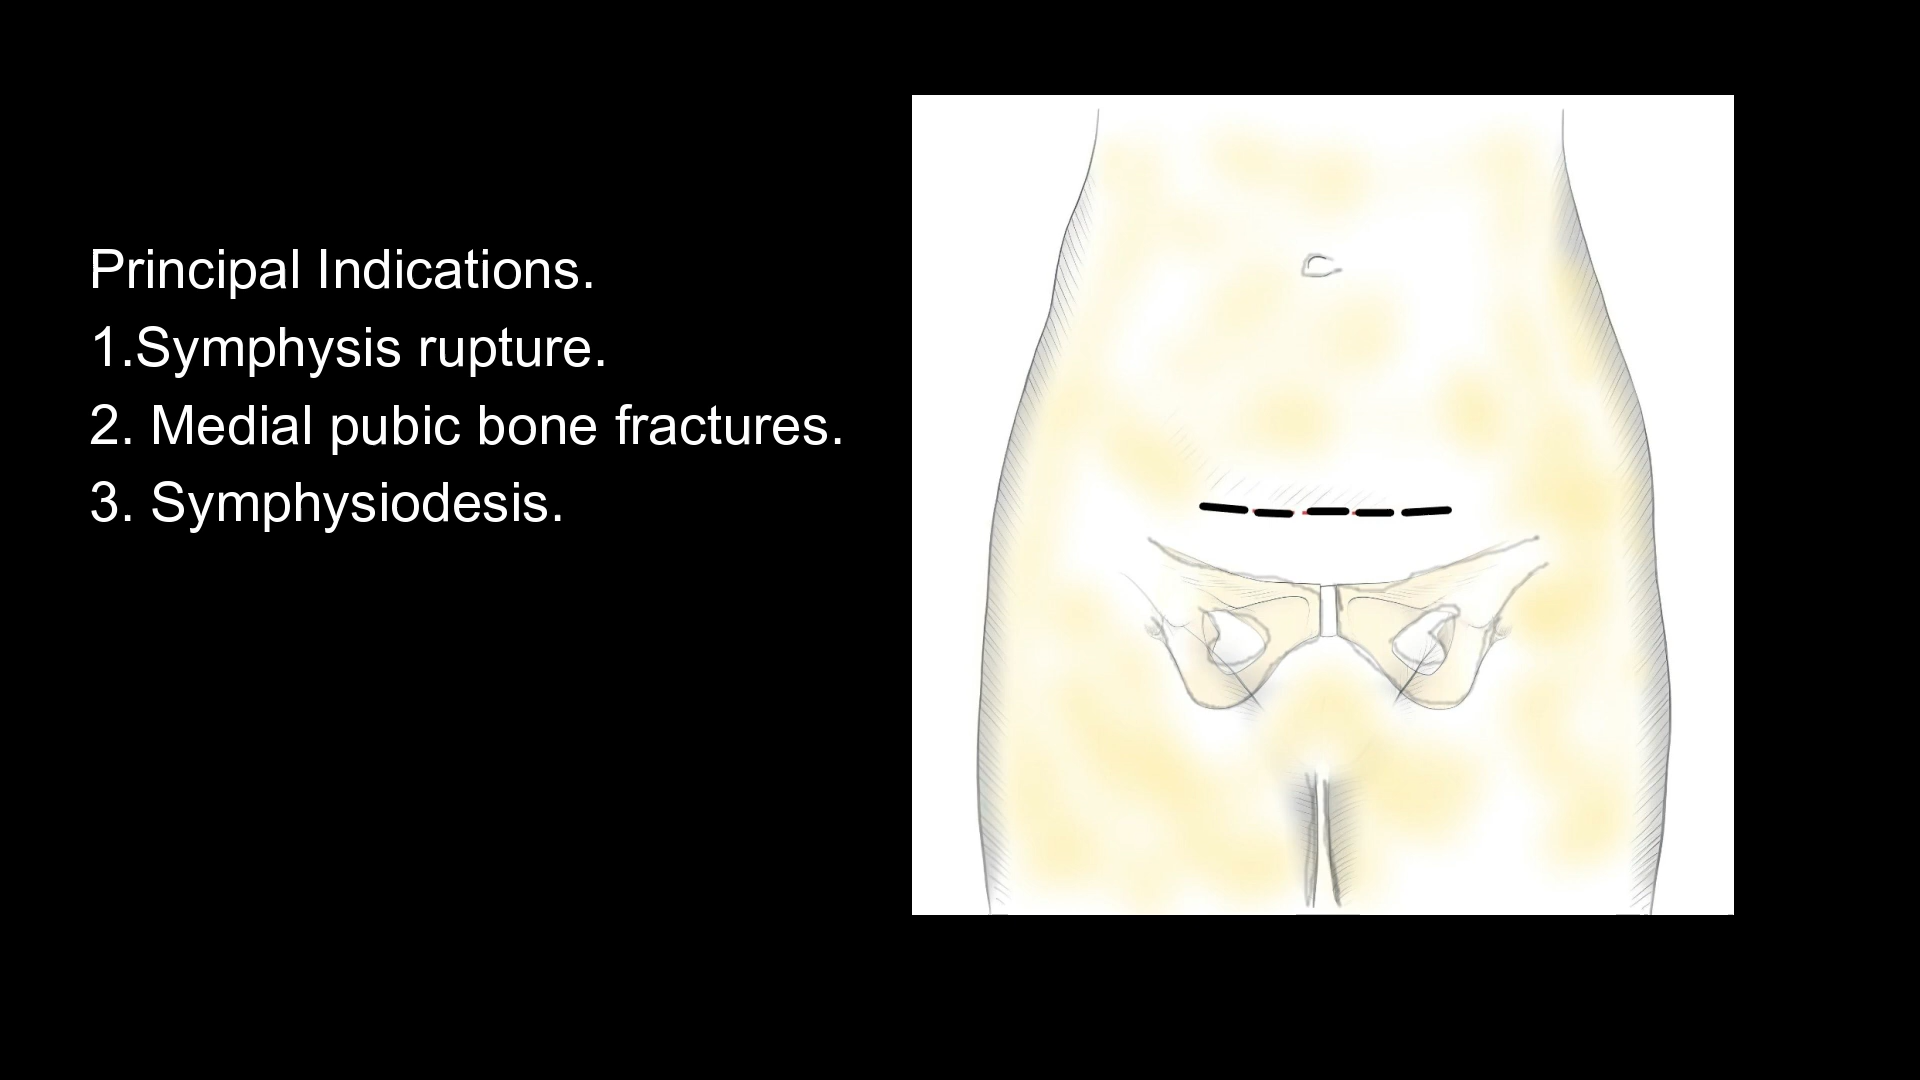 Principal Indications.
1.Symphysis rupture.
2. Medial pubic bone fractures.
3. Symphysiodesis.